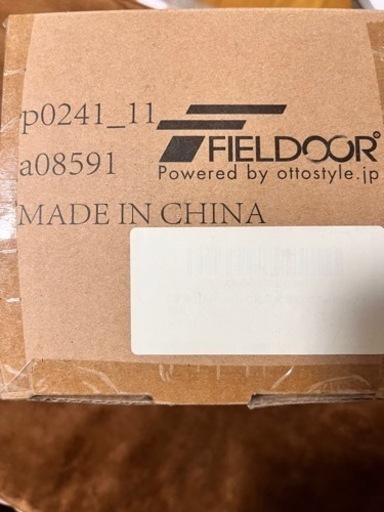 p0241_11
FIELDOOR
a08591
Powered by ottostyle.jp
MADE IN CHINA